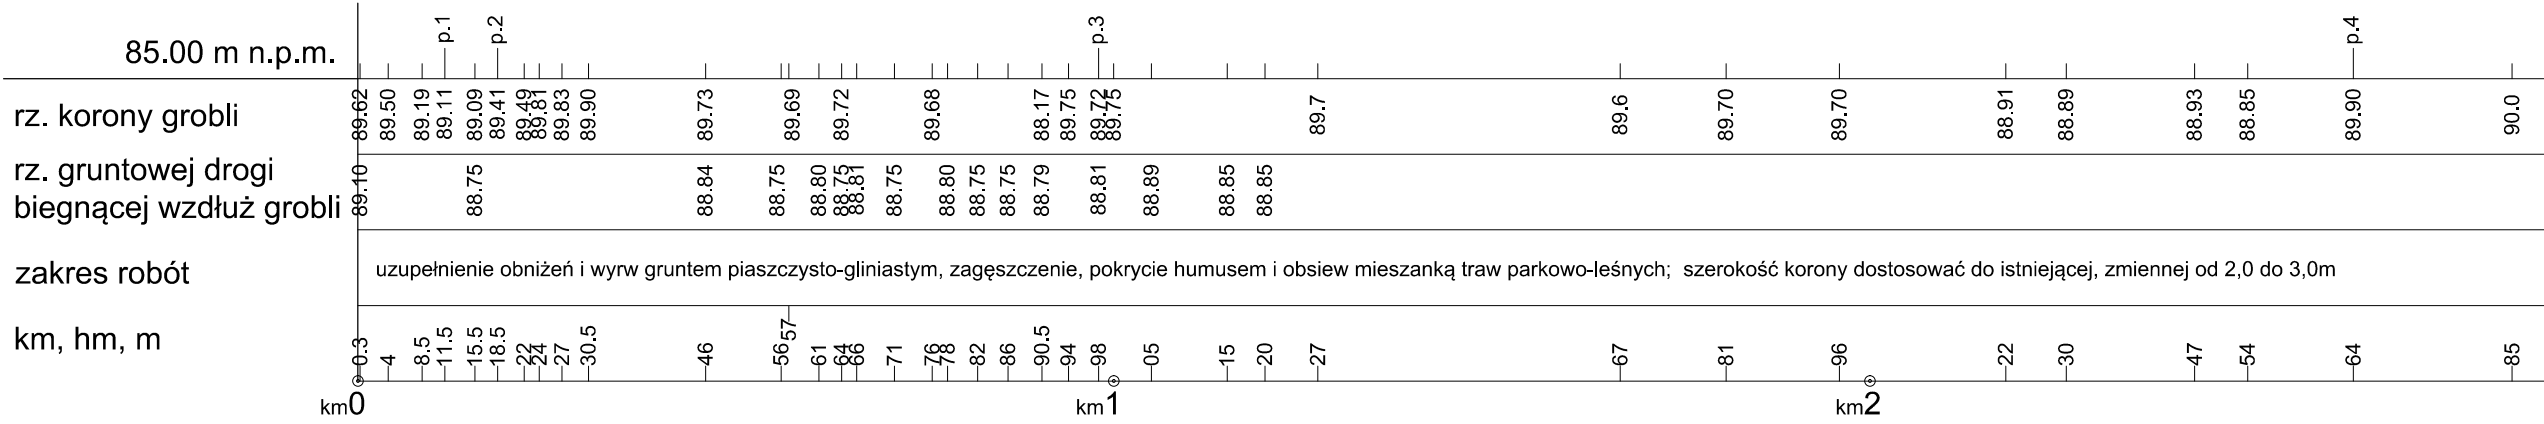 p.1 p.2 p.3 p.4
85.00 m n.p.m.
rz. korony grobli
89.62 89.50 89.19 89.11 89.09 89.41 89.49 89.81 89.83 89.90 89.73 89.69 89.72 89.68 88.17 89.75 89.72 89.75 89.7 89.6 89.70 89.70 88.91 88.89 88.93 88.85 89.90 90.0
rz. gruntowej drogi
biegnącej wzdłuż grobli
89.10 88.75 88.84 88.75 88.80 88.75 88.81 88.75 88.80 88.75 88.75 88.79 88.81 88.89 88.85 88.85
zakres robót
uzupełnienie obniżeń i wyrw gruntem piaszczysto-gliniastym, zagęszczenie, pokrycie humusem i obsiew mieszanką traw parkowo-leśnych; szerokość korony dostosować do istniejącej, zmiennej od 2,0 do 3,0m
km, hm, m
0.3 4 8.5 11.5 15.5 18.5 22 24 27 30.5 46 56 57 61 64 66 71 76 78 82 86 90.5 94 98 05 15 20 27 67 81 96 22 30 47 54 64 85
km0 km1 km2